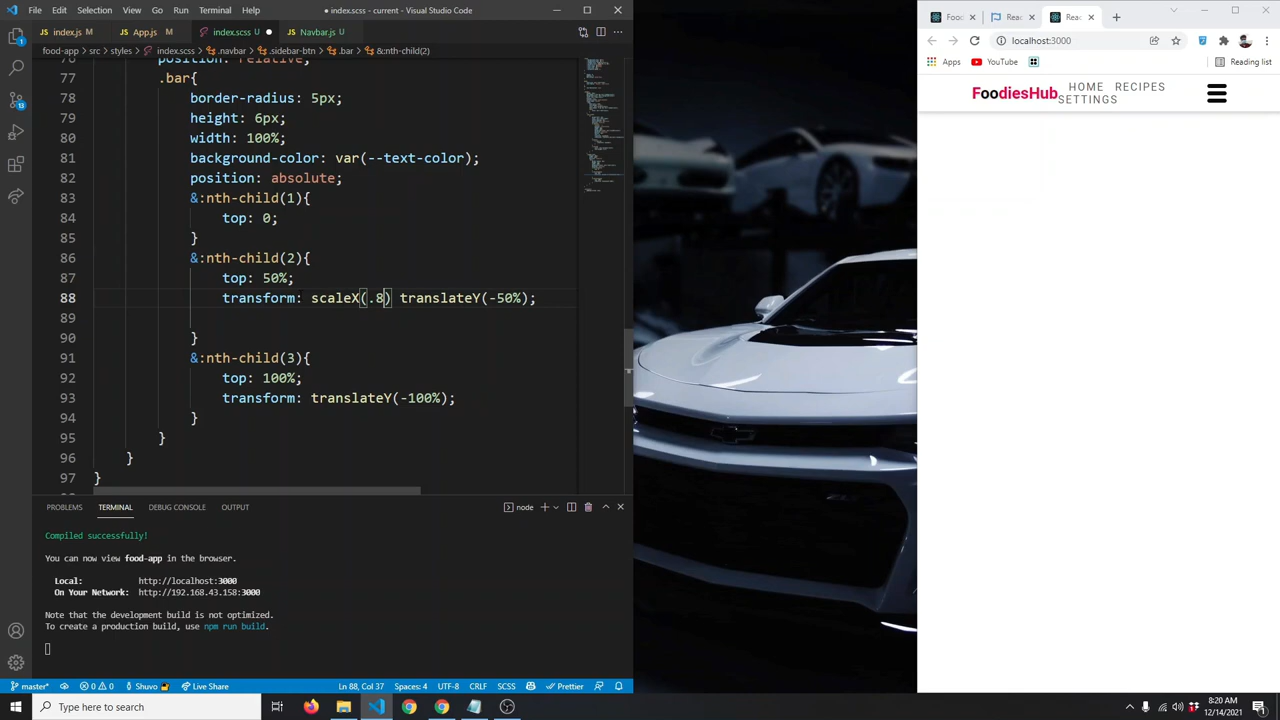 File Edit Selection View Go Run Terminal Help ● index.scss - current - Visual Studio Code
index.js M App.js M index.scss U ● Navbar.js U
food-app > src > styles > index.scss > .navbar > .sidebar-btn > .bar > &:nth-child(2)
76 position: relative;
77 .bar{
78 border-radius: 5px;
79 height: 6px;
80 width: 100%;
81 background-color: var(--text-color);
82 position: absolute;
83 &:nth-child(1){
84 top: 0;
85 }
86 &:nth-child(2){
87 top: 50%;
88 transform: scaleX(.8) translateY(-50%);
89
90 }
91 &:nth-child(3){
92 top: 100%;
93 transform: translateY(-100%);
94 }
95 }
96 }
97 }
PROBLEMS TERMINAL DEBUG CONSOLE OUTPUT node
Compiled successfully!
You can now view food-app in the browser.
Local: http://localhost:3000
On Your Network: http://192.168.43.158:3000
Note that the development build is not optimized.
To create a production build, use npm run build.
master* 0 0 Shuvo Live Share Ln 88, Col 37 Spaces: 4 UTF-8 CRLF SCSS Prettier
Type here to search
Food Reac Reac
localhost:3000
Apps YouTube Reading list
FoodiesHub HOME RECIPES
SETTINGS
8:20 AM
12/14/2021